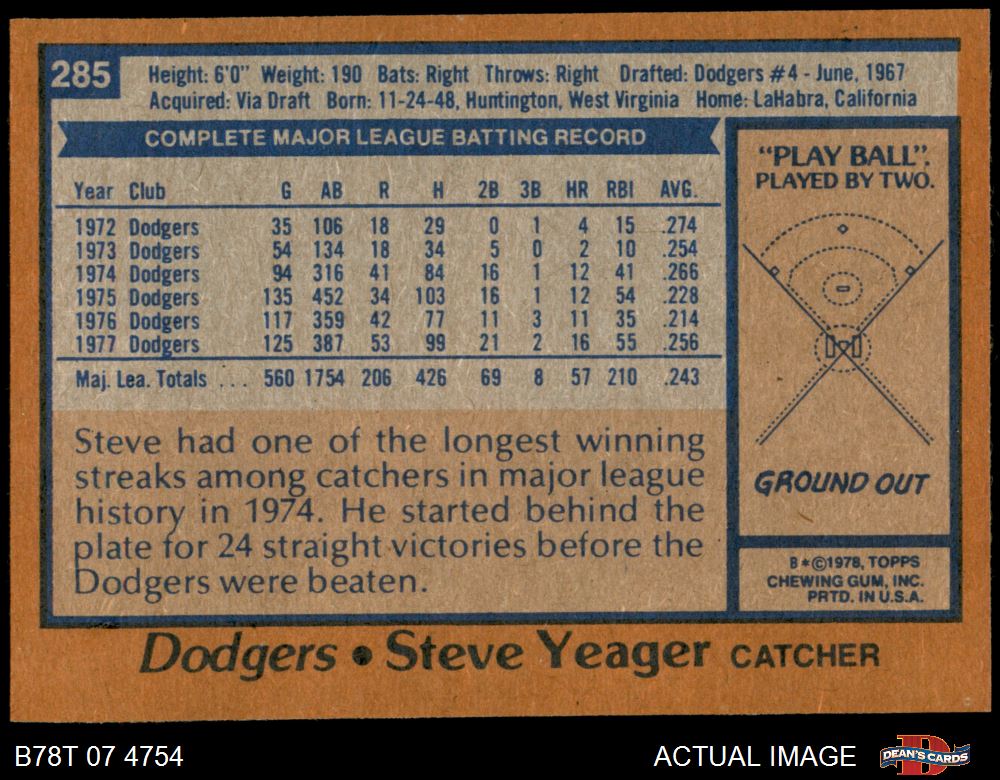 285
Height: 6'0" Weight: 190 Bats: Right Throws: Right Drafted: Dodgers #4 - June, 1967
Acquired: Via Draft Born: 11-24-48, Huntington, West Virginia Home: LaHabra, California
COMPLETE MAJOR LEAGUE BATTING RECORD
Year Club G AB R H 2B 3B HR RBI AVG.
1972 Dodgers 35 106 18 29 0 1 4 15 .274
1973 Dodgers 54 134 18 34 5 0 2 10 .254
1974 Dodgers 94 316 41 84 16 1 12 41 .266
1975 Dodgers 135 452 34 103 16 1 12 54 .228
1976 Dodgers 117 359 42 77 11 3 11 35 .214
1977 Dodgers 125 387 53 99 21 2 16 55 .256
Maj. Lea. Totals ... 560 1754 206 426 69 8 57 210 .243
Steve had one of the longest winning
streaks among catchers in major league
history in 1974. He started behind the
plate for 24 straight victories before the
Dodgers were beaten.
"PLAY BALL".
PLAYED BY TWO.
GROUND OUT
B*©1978, TOPPS
CHEWING GUM, INC.
PRTD. IN U.S.A.
Dodgers • Steve Yeager CATCHER
B78T 07 4754
ACTUAL IMAGE
DEAN'S CARDS